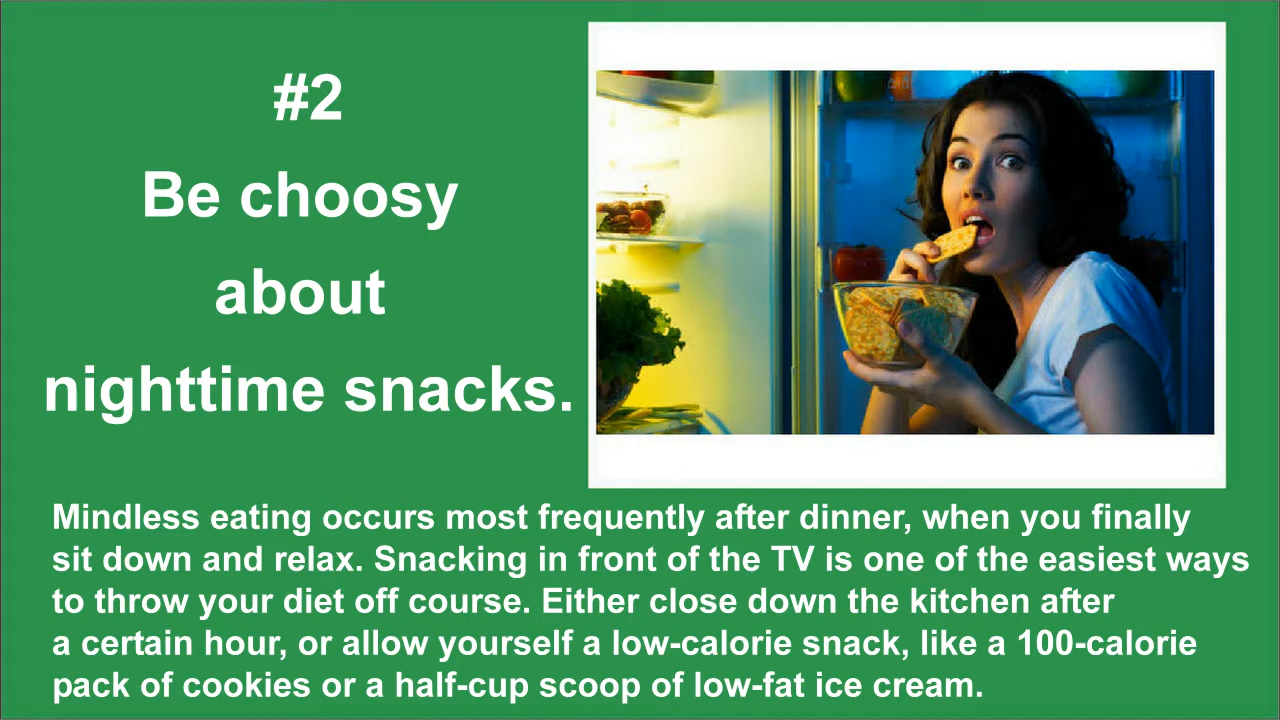 #2
Be choosy
about
nighttime snacks.
Mindless eating occurs most frequently after dinner, when you finally
sit down and relax. Snacking in front of the TV is one of the easiest ways
to throw your diet off course. Either close down the kitchen after
a certain hour, or allow yourself a low-calorie snack, like a 100-calorie
pack of cookies or a half-cup scoop of low-fat ice cream.